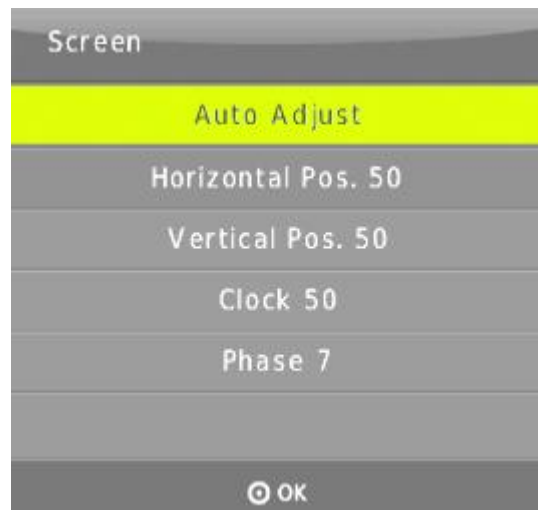 Screen
Auto Adjust
Horizontal Pos. 50
Vertical Pos. 50
Clock 50
Phase 7
OK